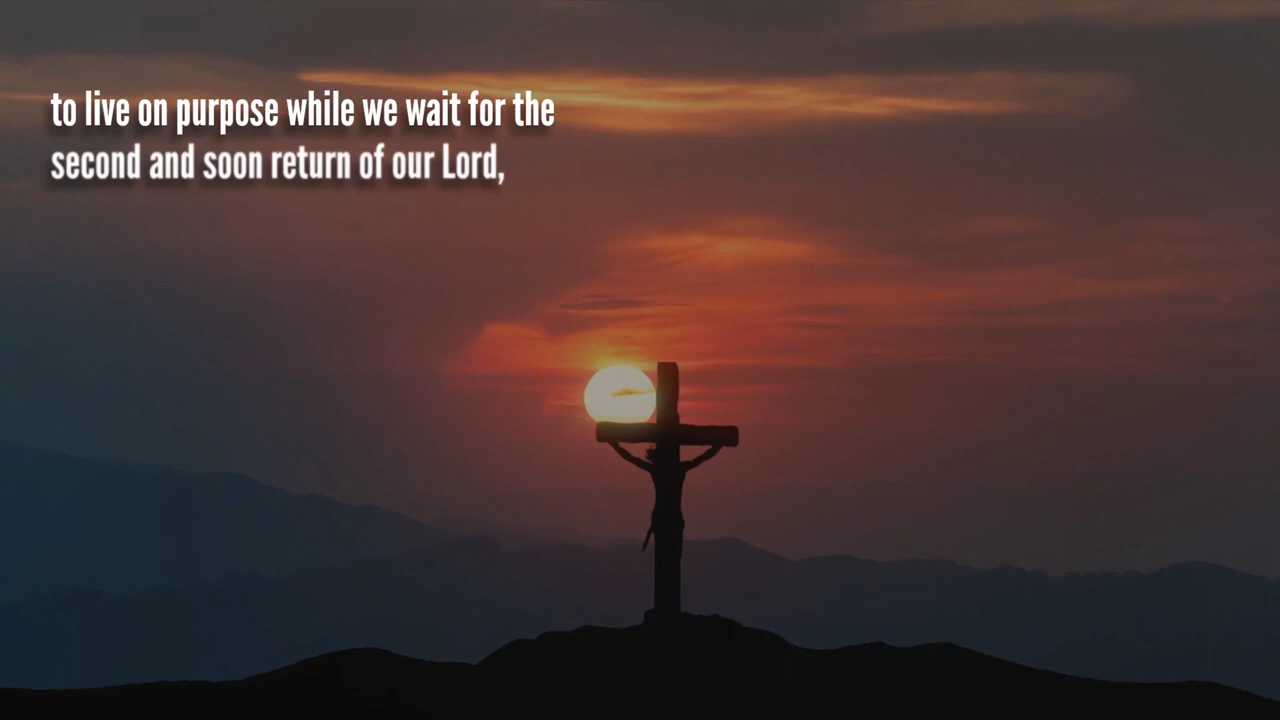 to live on purpose while we wait for the
second and soon return of our Lord,